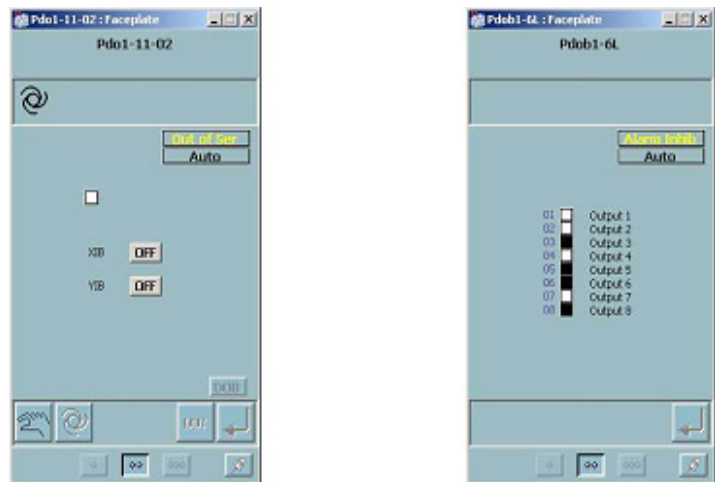 Pdo1-11-02 : Faceplate
Pdo1-11-02
Out of Ser
Auto
XIB OFF
YIB OFF
Pdob1-6L : Faceplate
Pdob1-6L
Alarm Inhib
Auto
01 Output 1
02 Output 2
03 Output 3
04 Output 4
05 Output 5
06 Output 6
07 Output 7
08 Output 8